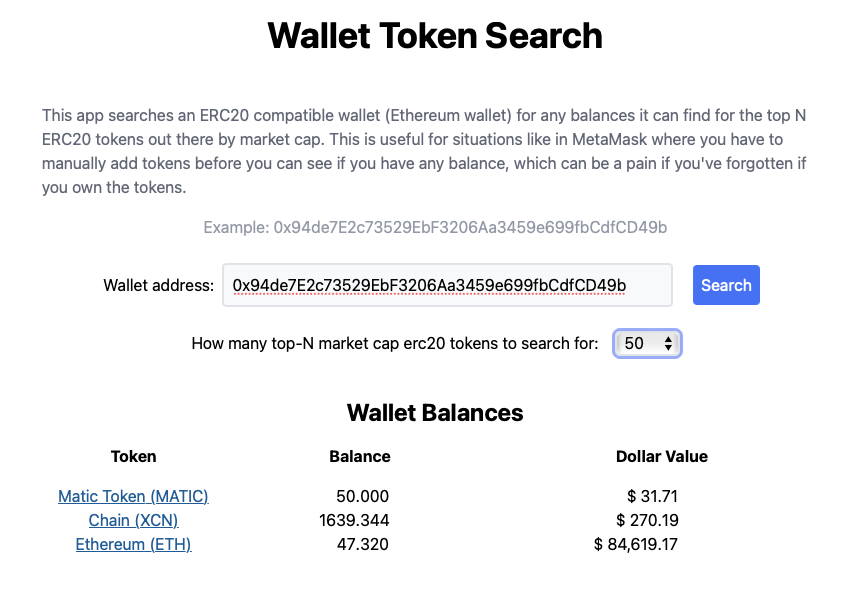 Wallet Token Search
This app searches an ERC20 compatible wallet (Ethereum wallet) for any balances it can find for the top N
ERC20 tokens out there by market cap. This is useful for situations like in MetaMask where you have to
manually add tokens before you can see if you have any balance, which can be a pain if you've forgotten if
you own the tokens.
Example: 0x94de7E2c73529EbF3206Aa3459e699fbCdfCD49b
Wallet address: 0x94de7E2c73529EbF3206Aa3459e699fbCdfCD49b Search
How many top-N market cap erc20 tokens to search for: 50
Wallet Balances
Token Balance Dollar Value
Matic Token (MATIC) 50.000 $ 31.71
Chain (XCN) 1639.344 $ 270.19
Ethereum (ETH) 47.320 $ 84,619.17